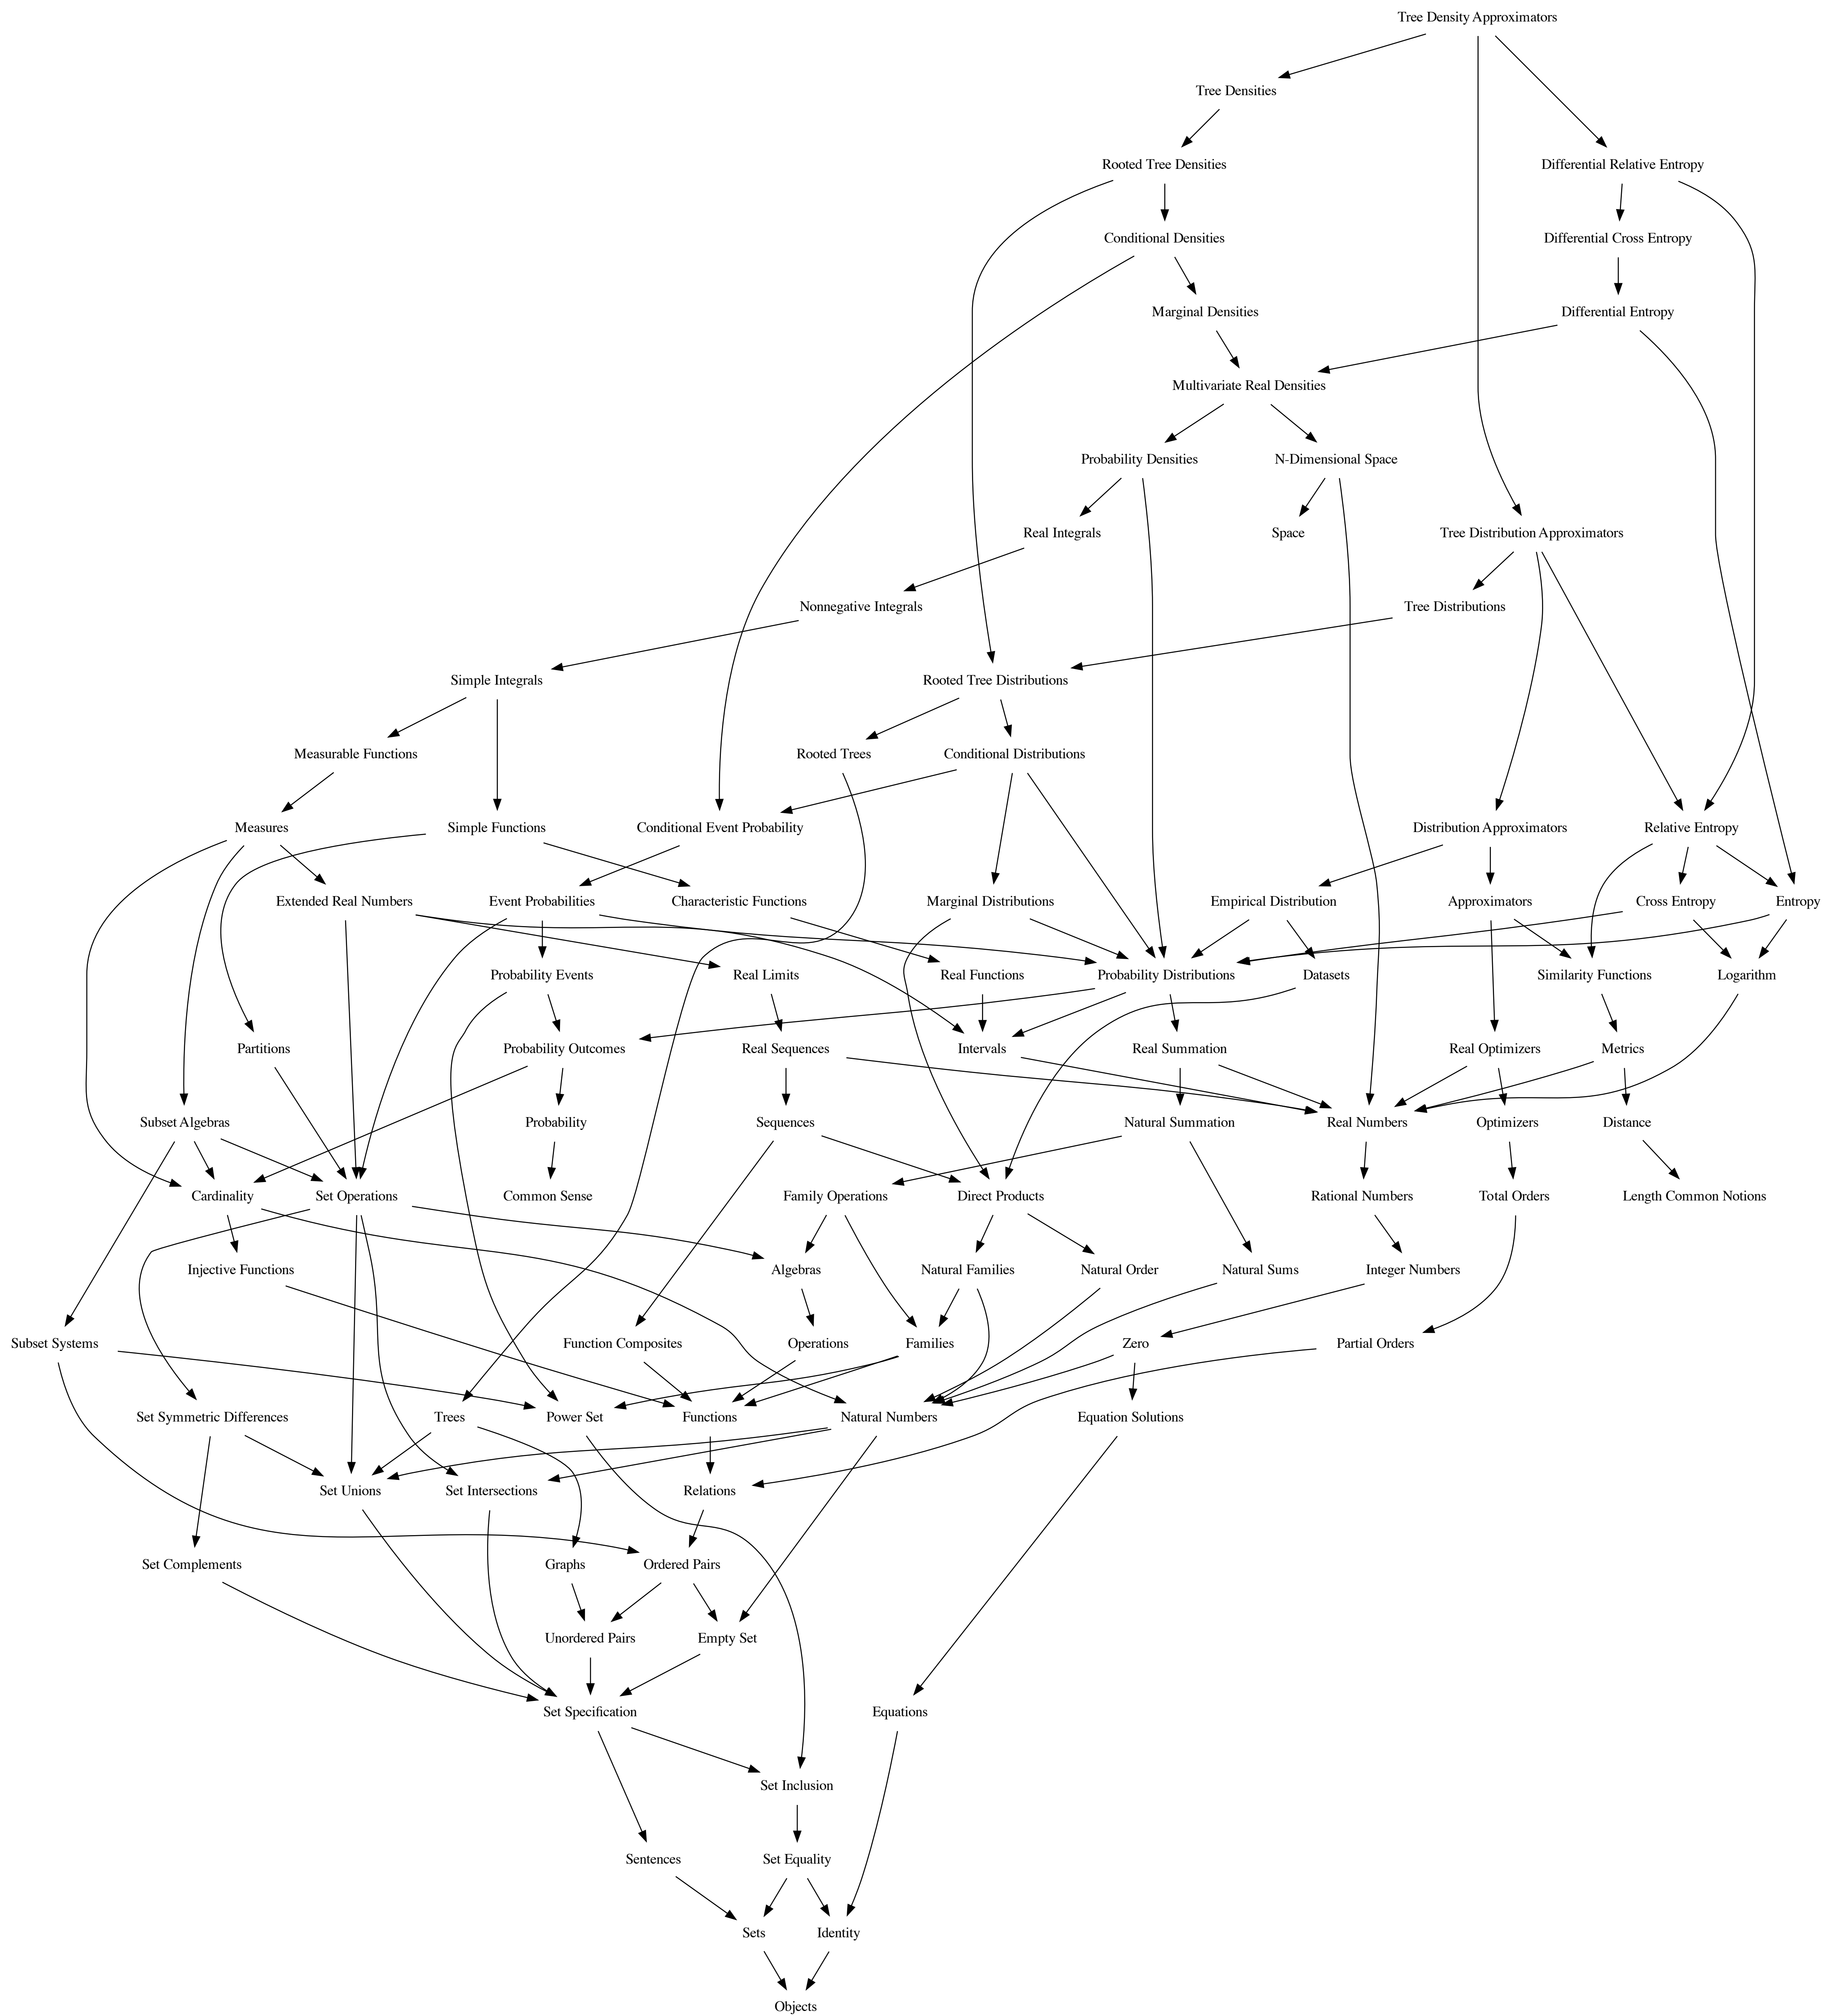 Tree Density Approximators
Tree Densities
Rooted Tree Densities
Differential Relative Entropy
Conditional Densities
Differential Cross Entropy
Marginal Densities
Differential Entropy
Multivariate Real Densities
Probability Densities
N-Dimensional Space
Real Integrals
Space
Tree Distribution Approximators
Nonnegative Integrals
Tree Distributions
Simple Integrals
Rooted Tree Distributions
Measurable Functions
Rooted Trees
Conditional Distributions
Measures
Simple Functions
Conditional Event Probability
Distribution Approximators
Relative Entropy
Extended Real Numbers
Event Probabilities
Characteristic Functions
Marginal Distributions
Empirical Distribution
Approximators
Cross Entropy
Entropy
Probability Events
Real Limits
Real Functions
Probability Distributions
Datasets
Similarity Functions
Logarithm
Partitions
Probability Outcomes
Real Sequences
Intervals
Real Summation
Real Optimizers
Metrics
Subset Algebras
Probability
Sequences
Natural Summation
Real Numbers
Optimizers
Distance
Cardinality
Set Operations
Common Sense
Family Operations
Direct Products
Rational Numbers
Total Orders
Length Common Notions
Injective Functions
Algebras
Natural Families
Natural Order
Natural Sums
Integer Numbers
Subset Systems
Function Composites
Operations
Families
Zero
Partial Orders
Set Symmetric Differences
Trees
Power Set
Functions
Natural Numbers
Equation Solutions
Set Unions
Set Intersections
Relations
Set Complements
Graphs
Ordered Pairs
Unordered Pairs
Empty Set
Set Specification
Equations
Set Inclusion
Sentences
Set Equality
Sets
Identity
Objects